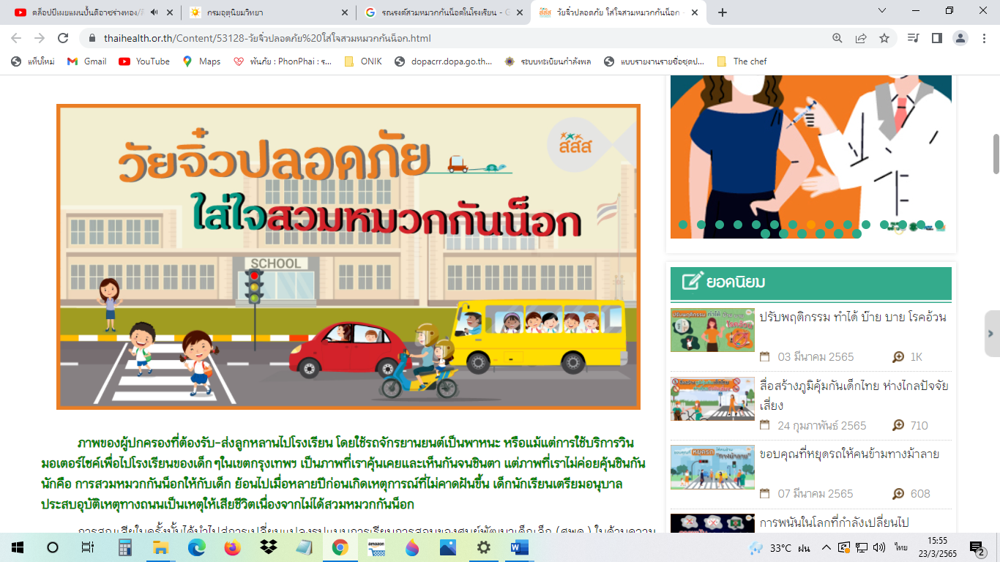 คลิ๊ปปี่เผยแผนปั้นติอาซร่างทอง/สี
กรมอุตุนิยมวิทยา
รณรงค์สวมหมวกกันน็อคในโรงเรียน - G
วัยจิ๋วปลอดภัย ใส่ใจสวมหมวกกันน็อก -
thaihealth.or.th/Content/53128-วัยจิ๋วปลอดภัย%20ใส่ใจสวมหมวกกันน็อก.html
แท็บใหม่ Gmail YouTube Maps พ้นภัย : PhonPhai : ร... ONIK dopacrr.dopa.go.th... ระบบทะเบียนกำลังพล แบบรายงานรายชื่อชุดป... The chef
สสส
วัยจิ๋วปลอดภัย
ใส่ใจสวมหมวกกันน็อก
SCHOOL
ภาพของผู้ปกครองที่ต้องรับ-ส่งลูกหลานไปโรงเรียน โดยใช้รถจักรยานยนต์เป็นพาหนะ หรือแม้แต่การใช้บริการวิน
มอเตอร์ไซค์เพื่อไปโรงเรียนของเด็ก ๆในเขตกรุงเทพฯ เป็นภาพที่เราคุ้นเคยและเห็นกันจนชินตา แต่ภาพที่เราไม่ค่อยคุ้นชินกัน
นักคือ การสวมหมวกกันน็อกให้กับเด็ก ย้อนไปเมื่อหลายปีก่อนเกิดเหตุการณ์ที่ไม่คาดฝันขึ้น เด็กนักเรียนเตรียมอนุบาล
ประสบอุบัติเหตุทางถนนเป็นเหตุให้เสียชีวิตเนื่องจากไม่ได้สวมหมวกกันน็อก
การสูญเสียในครั้งนั้นได้นำไปสู่การเปลี่ยนแปลงรูปแบบการเรียนการสอนของศูนย์พัฒนาเด็กเล็ก (ศพด.) ในด้านความ
ยอดนิยม
ปรับพฤติกรรม ทำได้ บ๊าย บาย โรคอ้วน
03 มีนาคม 2565 1K
สื่อสร้างภูมิคุ้มกันเด็กไทย ห่างไกลปัจจัย
เสี่ยง
24 กุมภาพันธ์ 2565 710
ขอบคุณที่หยุดรถให้คนข้ามทางม้าลาย
07 มีนาคม 2565 608
การพนันในโลกที่กำลังเปลี่ยนไป
amazon
33°C ฝน
ไทย
15:55
23/3/2565
2